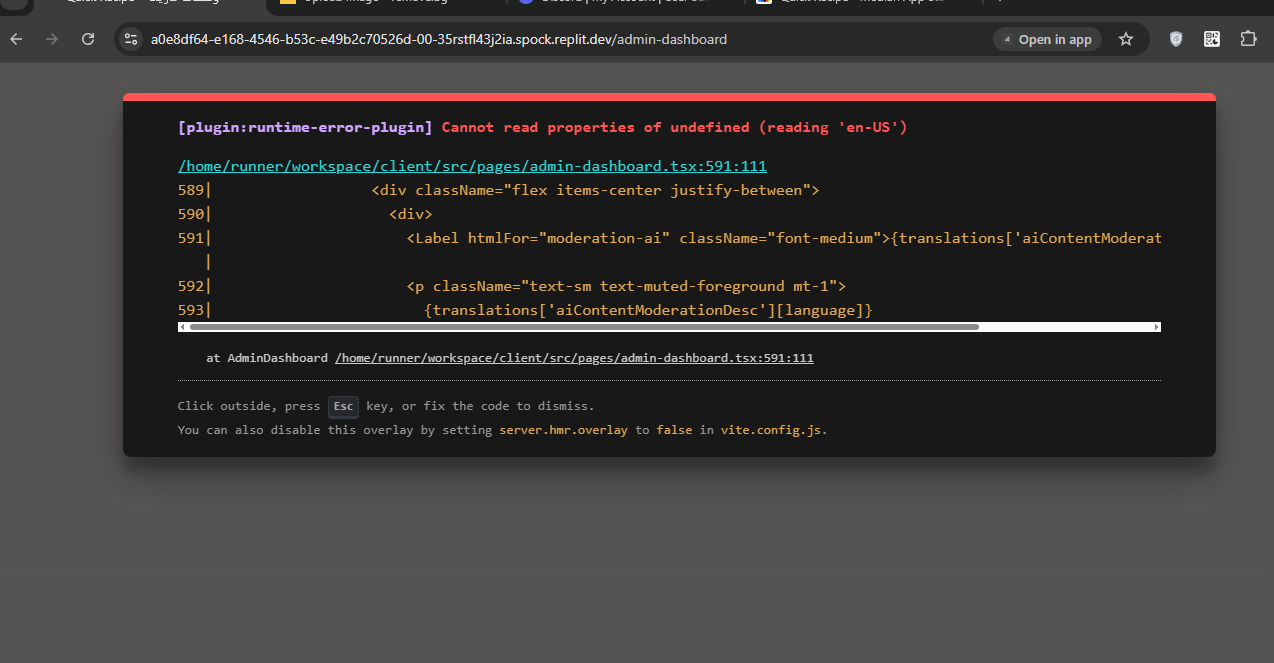 a0e8df64-e168-4546-b53c-e49b2c70526d-00-35rstfl43j2ia.spock.replit.dev/admin-dashboard
Open in app
[plugin:runtime-error-plugin] Cannot read properties of undefined (reading 'en-US')
/home/runner/workspace/client/src/pages/admin-dashboard.tsx:591:111
589| <div className="flex items-center justify-between">
590| <div>
591| <Label htmlFor="moderation-ai" className="font-medium">{translations['aiContentModerat
|
592| <p className="text-sm text-muted-foreground mt-1">
593| {translations['aiContentModerationDesc'][language]}
at AdminDashboard /home/runner/workspace/client/src/pages/admin-dashboard.tsx:591:111
Click outside, press Esc key, or fix the code to dismiss.
You can also disable this overlay by setting server.hmr.overlay to false in vite.config.js.